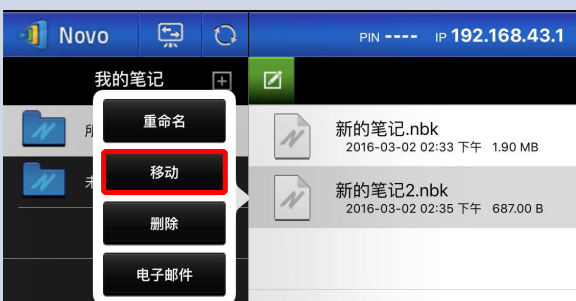 Novo
PIN ---- IP 192.168.43.1
我的笔记
重命名
移动
删除
电子邮件
新的笔记.nbk
2016-03-02 02:33 下午 1.90 MB
新的笔记2.nbk
2016-03-02 02:35 下午 687.00 B